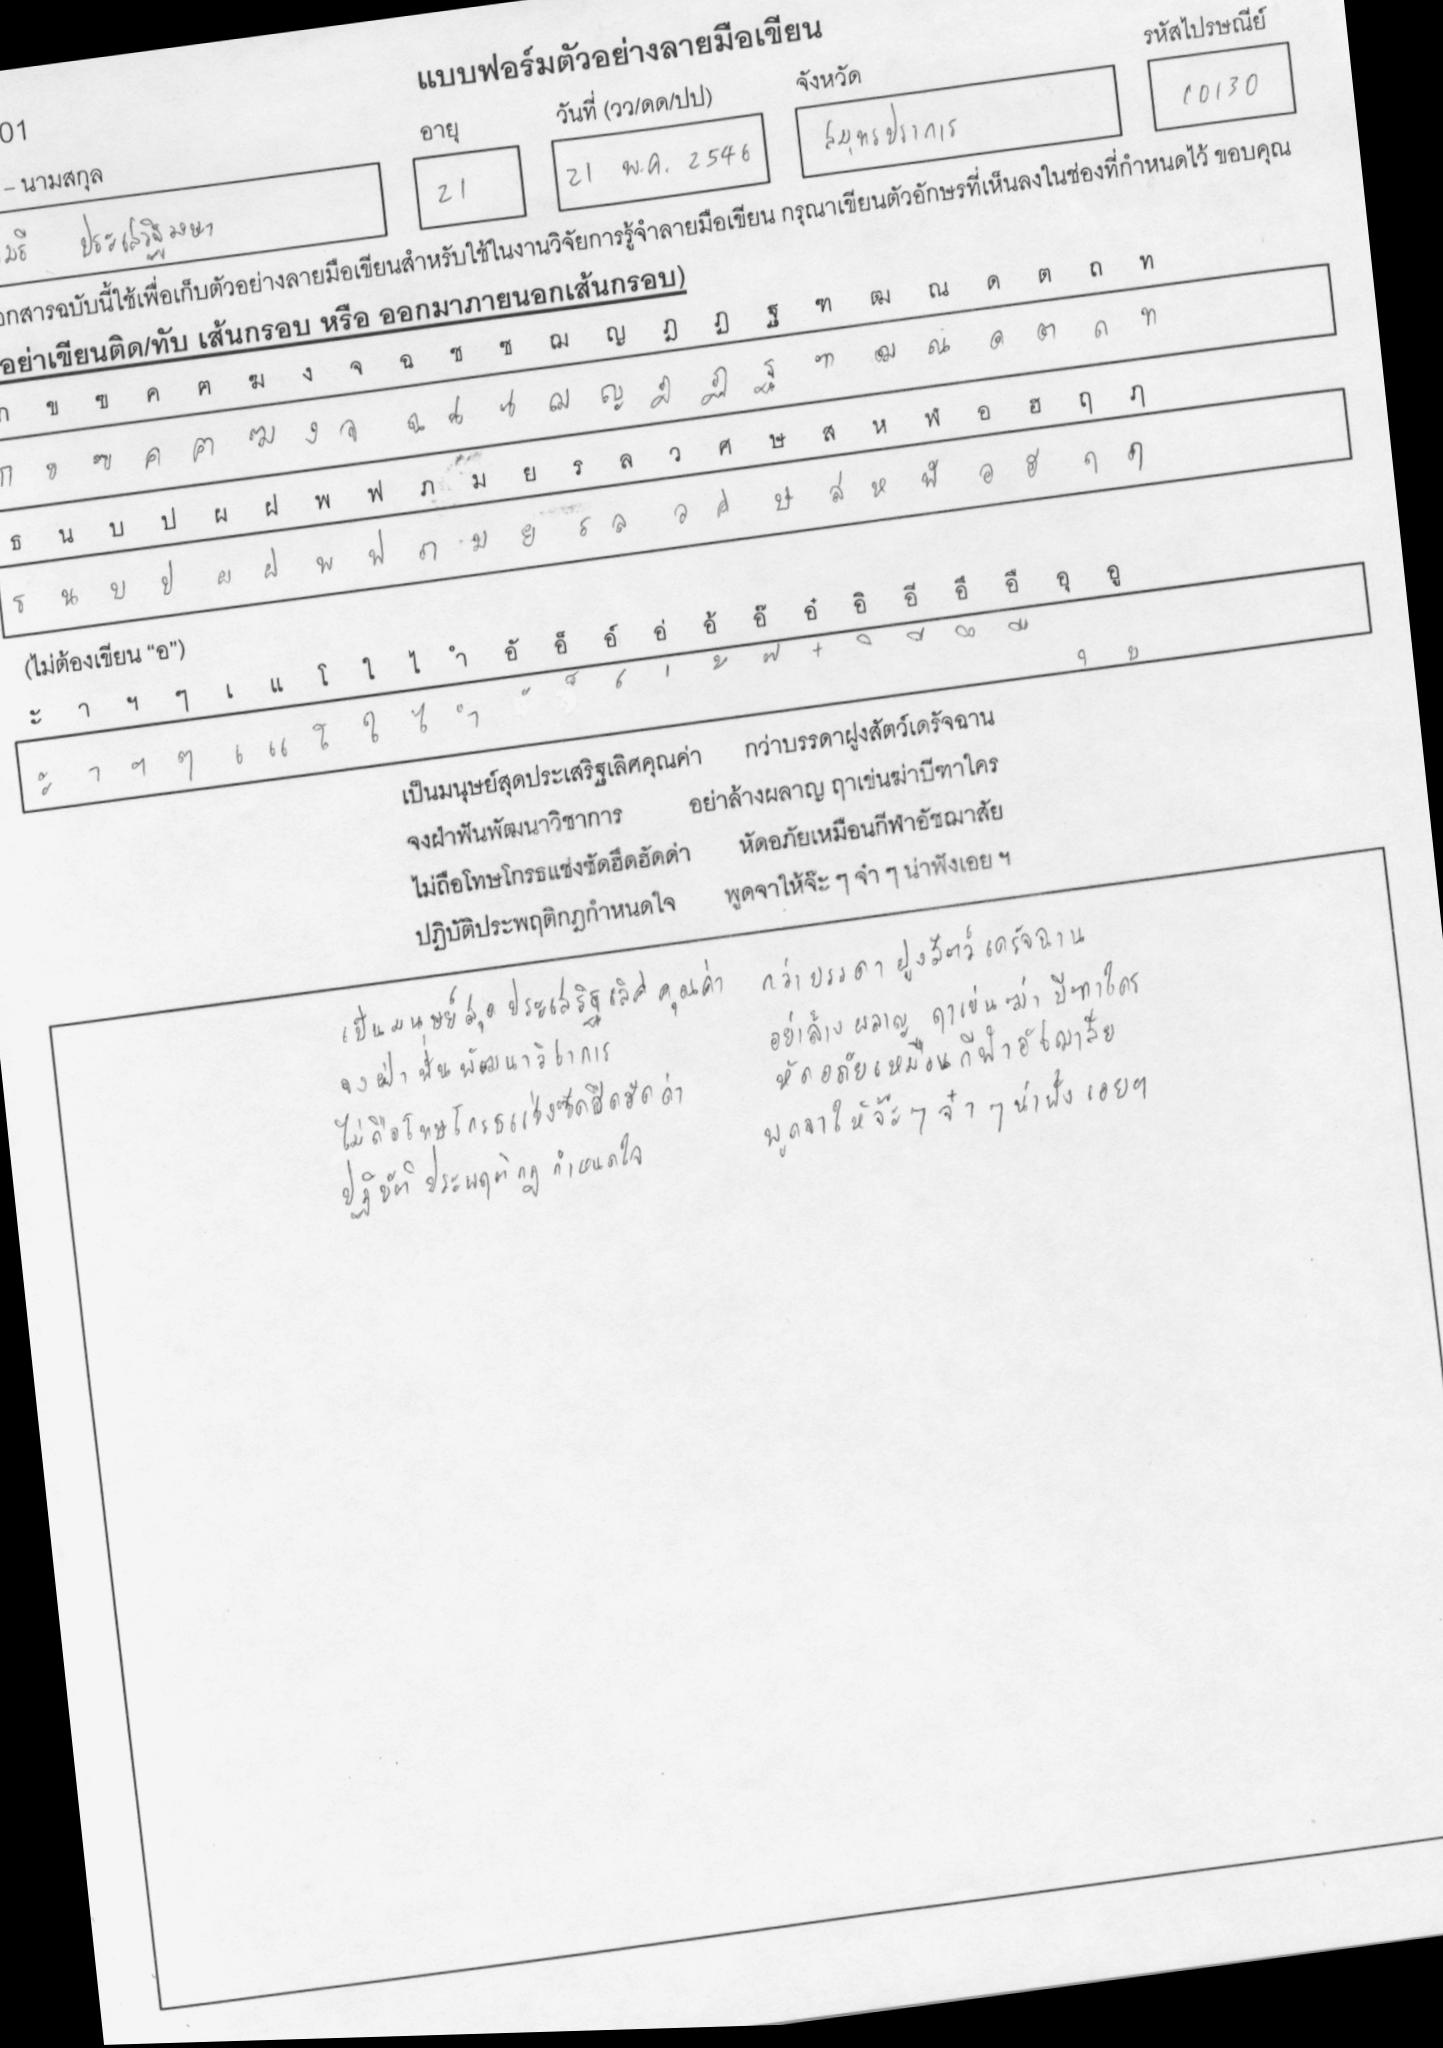 แบบฟอร์มตัวอย่างลายมือเขียน
01
– นามสกุล อายุ วันที่ (วว/ดด/ปป) จังหวัด รหัสไปรษณีย์
21 21 พ.ค. 2546 สมุทรปราการ 10130
อกสารฉบับนี้ใช้เพื่อเก็บตัวอย่างลายมือเขียนสำหรับใช้ในงานวิจัยการรู้จำลายมือเขียน กรุณาเขียนตัวอักษรที่เห็นลงในช่องที่กำหนดไว้ ขอบคุณ
อย่าเขียนติด/ทับ เส้นกรอบ หรือ ออกมาภายนอกเส้นกรอบ)
ก ข ฃ ค ฅ ฆ ง จ ฉ ช ซ ฌ ญ ฎ ฏ ฐ ฑ ฒ ณ ด ต ถ ท
ก ข ฃ ค ฅ ฆ ง จ ฉ ช ซ ฌ ญ ฎ ฏ ฐ ฑ ฒ ณ ด ต ถ ท
ธ น บ ป ผ ฝ พ ฟ ภ ม ย ร ล ว ศ ษ ส ห ฬ อ ฮ ฤ ฦ
ธ น บ ป ผ ฝ พ ฟ ภ ม ย ร ล ว ศ ษ ส ห ฬ อ ฮ ฤ ฦ
(ไม่ต้องเขียน “อ”)
ะ า ฯ ๆ เ แ โ ใ ไ ำ อั อ็ อ์ อ่ อ้ อ๊ อ๋ อิ อี อึ อื อุ อู
ะ า ฯ ๆ เ แ โ ใ ไ ำ ั ็ ์ ่ ้ ๊ ๋ ิ ี ึ ื ุ ู
เป็นมนุษย์สุดประเสริฐเลิศคุณค่า กว่าบรรดาฝูงสัตว์เดรัจฉาน
จงฝ่าฟันพัฒนาวิชาการ อย่าล้างผลาญ ฤาเข่นฆ่าบีฑาใคร
ไม่ถือโทษโกรธแช่งซัดฮึดฮัดด่า หัดอภัยเหมือนกีฬาอัชฌาสัย
ปฏิบัติประพฤติกฎกำหนดใจ พูดจาให้จ๊ะ ๆ จ๋า ๆ น่าฟังเอย ฯ
เป็นมนุษย์สุด ประเสริฐ เลิศ คุณค่า กว่าบรรดา ฝูงสัตว์ เดรัจฉาน
จงฝ่า ฟัน พัฒนาวิชาการ อย่าล้าง ผลาญ ฤาเข่น ฆ่า บีฑาใคร
ไม่ ถือโทษโกรธแช่งซัดฮึดฮัด ด่า หัดอภัยเหมือนกีฬาอัชฌาสัย
ปฏิบัติ ประพฤติกฎ กำหนดใจ พูดจาให้จ๊ะ ๆ จ๋า ๆ น่าฟัง เอยฯ